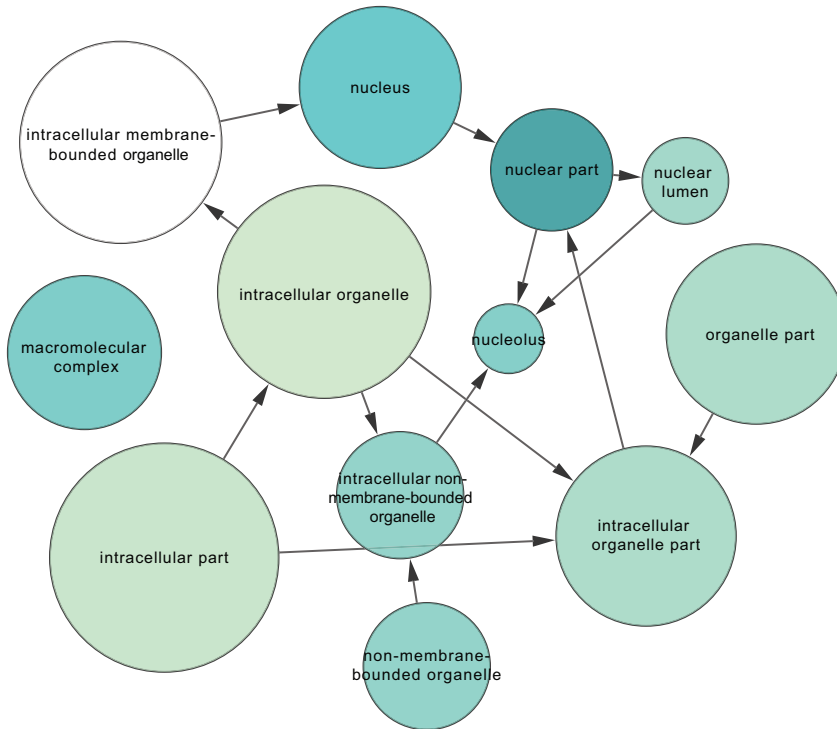 nucleus
intracellular membrane-
bounded organelle
nuclear part
nuclear
lumen
intracellular organelle
macromolecular
complex
nucleolus
organelle part
intracellular non-
membrane-bounded
organelle
intracellular
organelle part
intracellular part
non-membrane-
bounded organelle